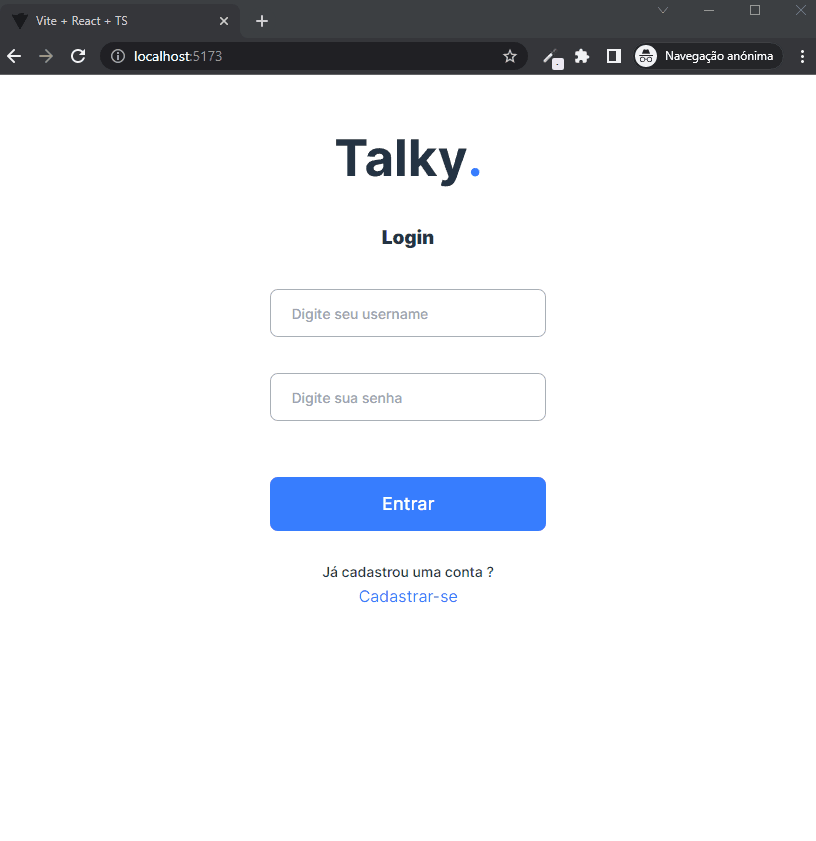 Vite + React + TS
localhost:5173
Navegação anónima
Talky.
Login
Digite seu username
Digite sua senha
Entrar
Já cadastrou uma conta ?
Cadastrar-se